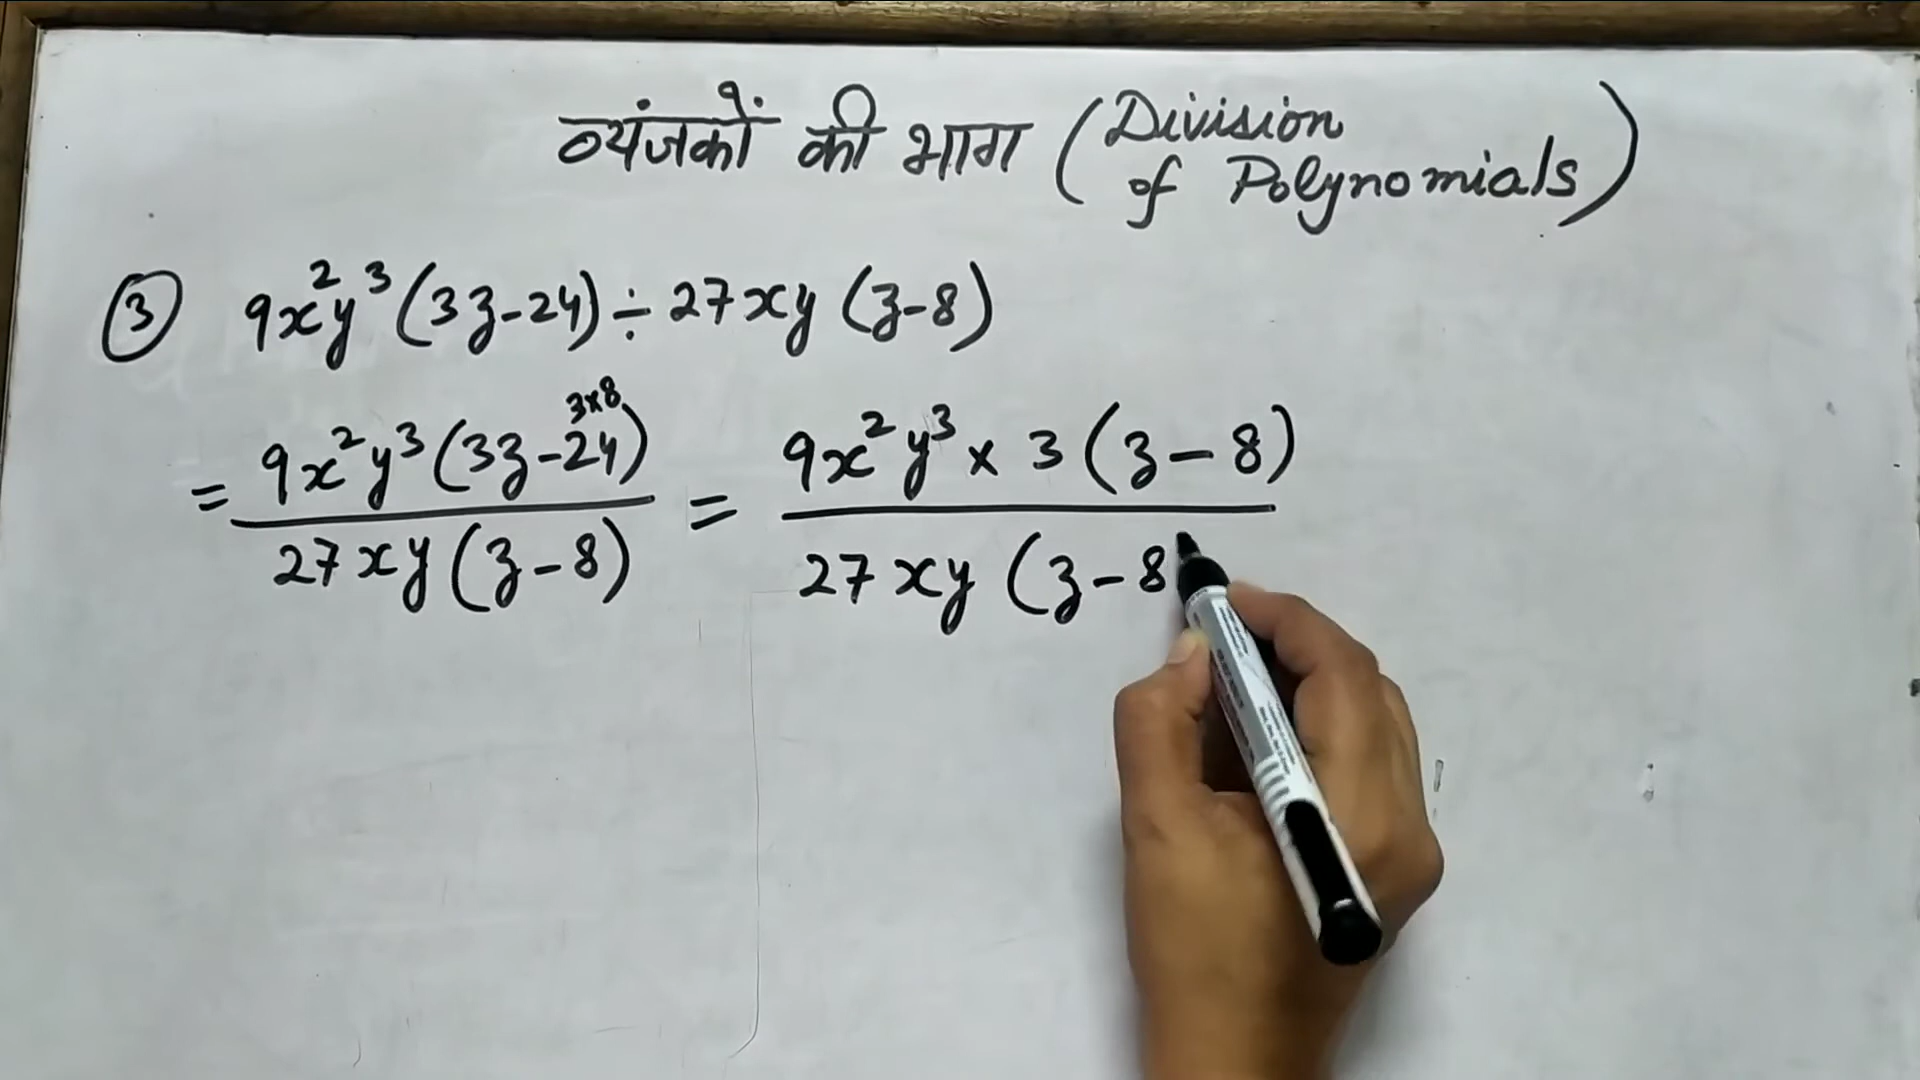 व्यंजकों की भाग (Division of Polynomials)
③ 9x²y³(3z-24) ÷ 27xy (z-8)
3×8
= 9x²y³(3z-24) / 27xy(z-8) = 9x²y³ × 3(z-8) / 27xy (z-8